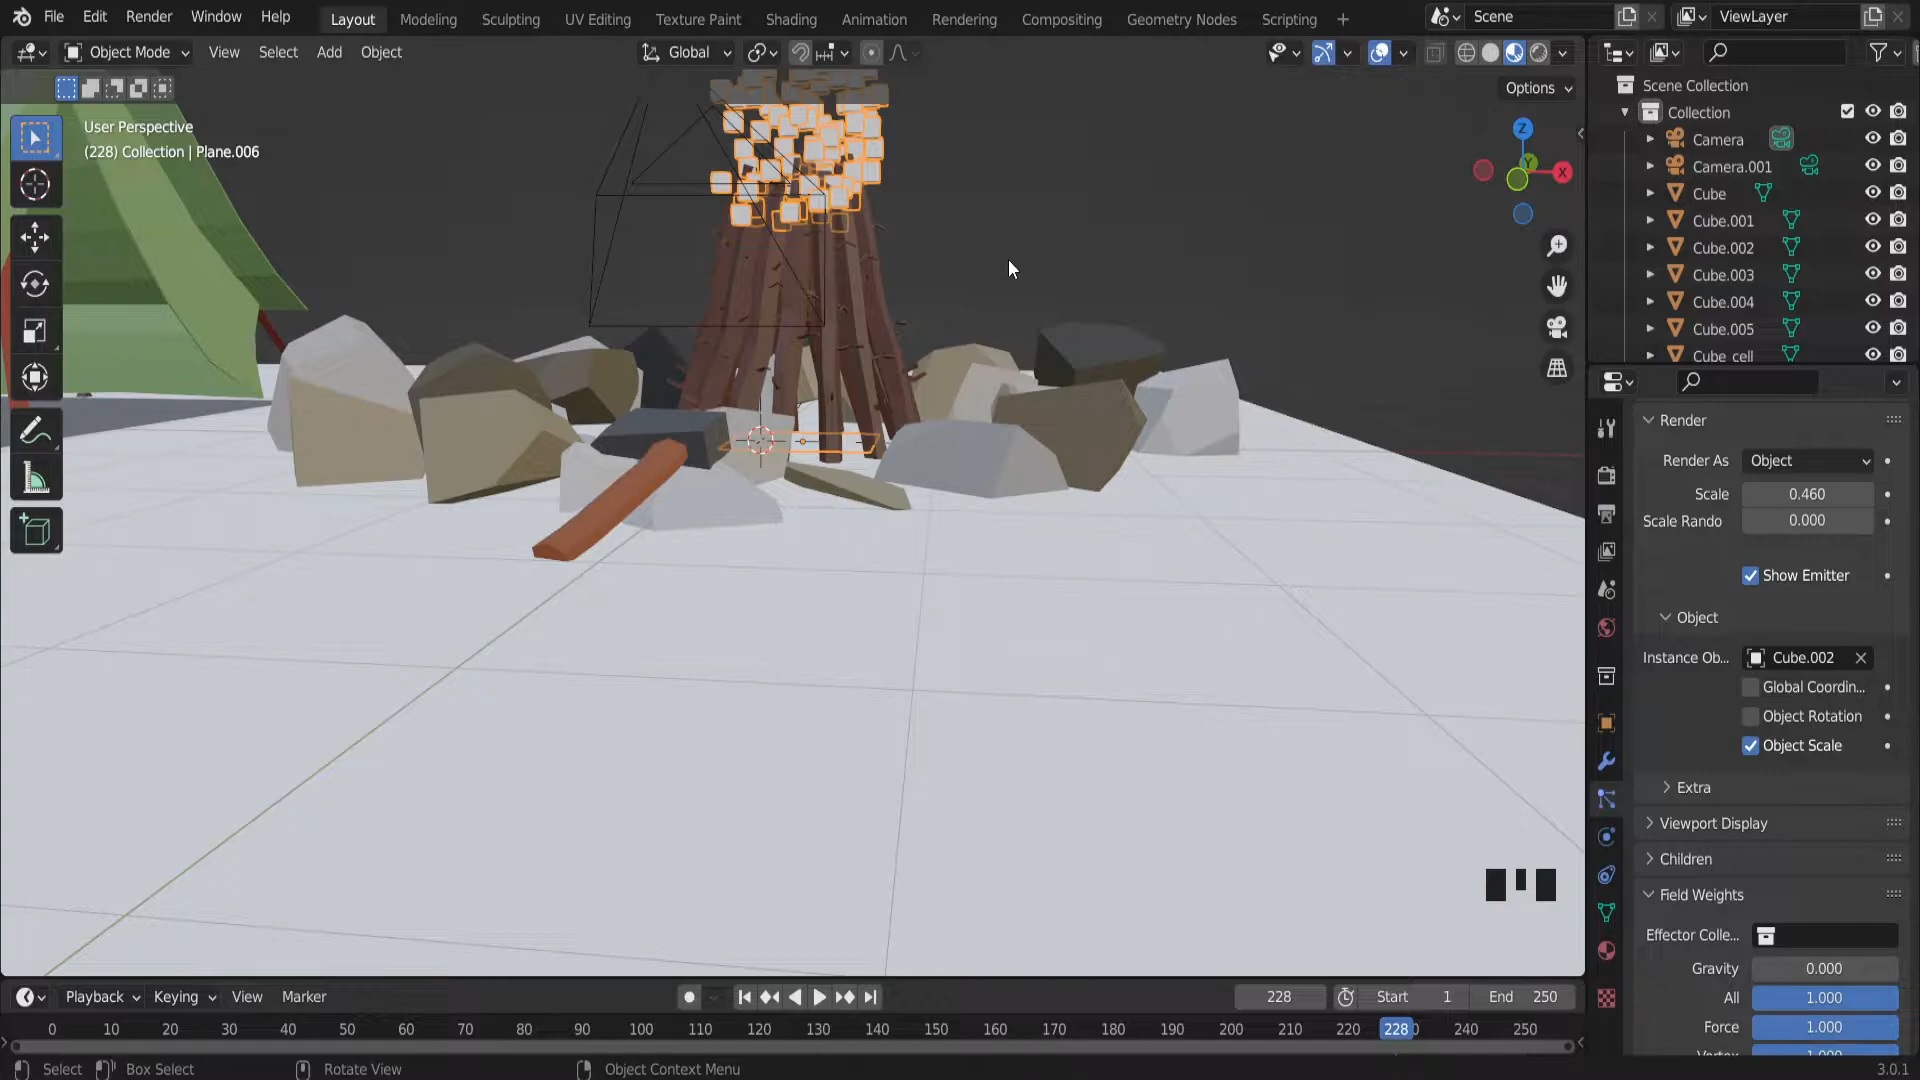 File Edit Render Window Help Layout Modeling Sculpting UV Editing Texture Paint Shading Animation Rendering Compositing Geometry Nodes Scripting + Scene ViewLayer
Object Mode View Select Add Object Global
Options
User Perspective
(228) Collection | Plane.006
Z
Y
X
Scene Collection
Collection
Camera
Camera.001
Cube
Cube.001
Cube.002
Cube.003
Cube.004
Cube.005
Cube cell
Render
Render As Object
Scale 0.460
Scale Rando 0.000
Show Emitter
Object
Instance Ob... Cube.002
Global Coordin...
Object Rotation
Object Scale
Extra
Viewport Display
Children
Field Weights
Effector Colle...
Gravity 0.000
All 1.000
Force 1.000
Vortex 1.000
Playback Keying View Marker 228 Start 1 End 250
0 10 20 30 40 50 60 70 80 90 100 110 120 130 140 150 160 170 180 190 200 210 220 228 240 250
Select Box Select Rotate View Object Context Menu 3.0.1